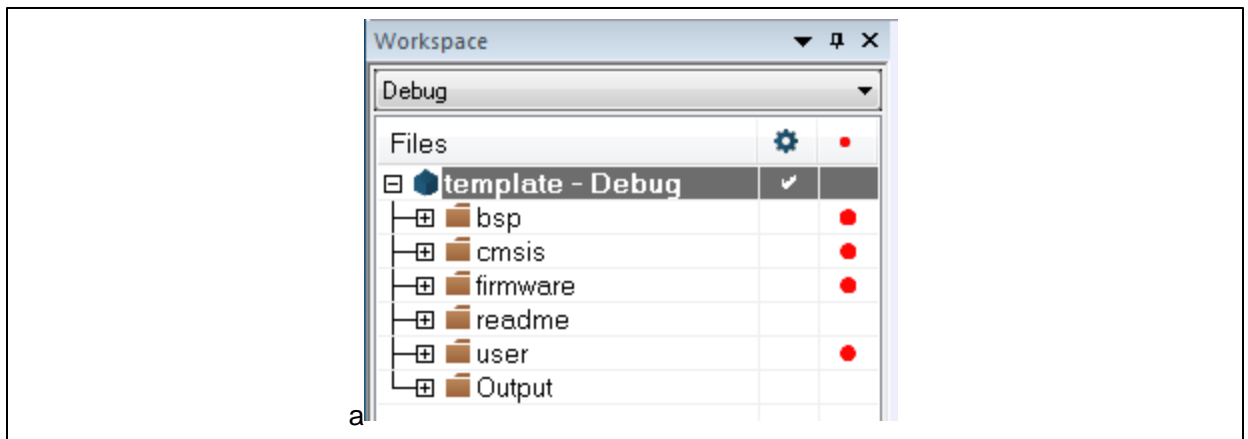 Workspace
Debug
Files
template - Debug
bsp
cmsis
firmware
readme
user
Output
a